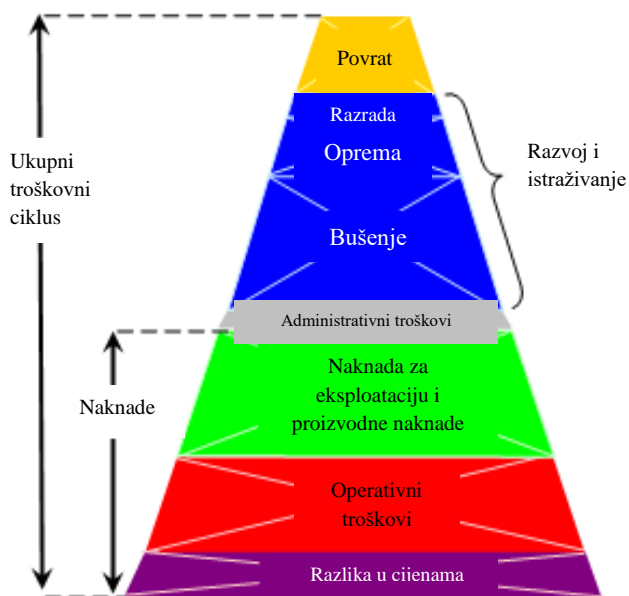 Povrat
Razrada
Oprema
Bušenje
Razvoj i
istraživanje
Ukupni
troškovni
ciklus
Administrativni troškovi
Naknada za
eksploataciju i
proizvodne naknade
Naknade
Operativni
troškovi
Razlika u cijenama